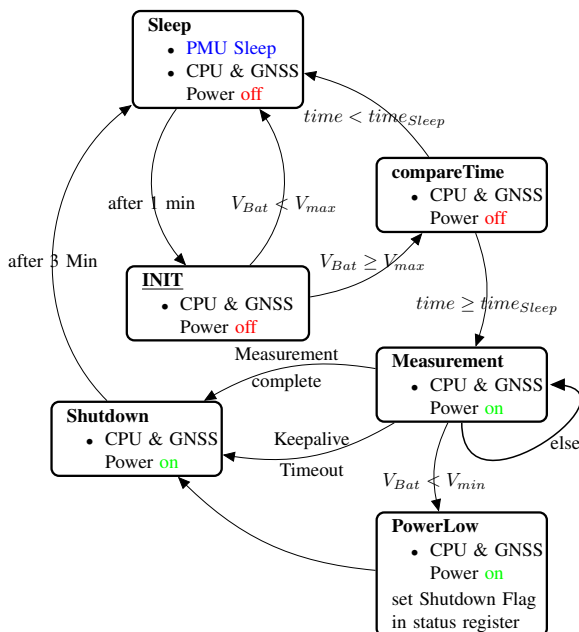 Sleep
• PMU Sleep
• CPU & GNSS
Power off
time < time_Sleep
compareTime
• CPU & GNSS
Power off
after 1 min
V_Bat < V_max
after 3 Min
V_Bat ≥ V_max
INIT
• CPU & GNSS
Power off
time ≥ time_Sleep
Measurement
complete
Measurement
• CPU & GNSS
Power on
else
Shutdown
• CPU & GNSS
Power on
Keepalive
Timeout
V_Bat < V_min
PowerLow
• CPU & GNSS
Power on
set Shutdown Flag
in status register